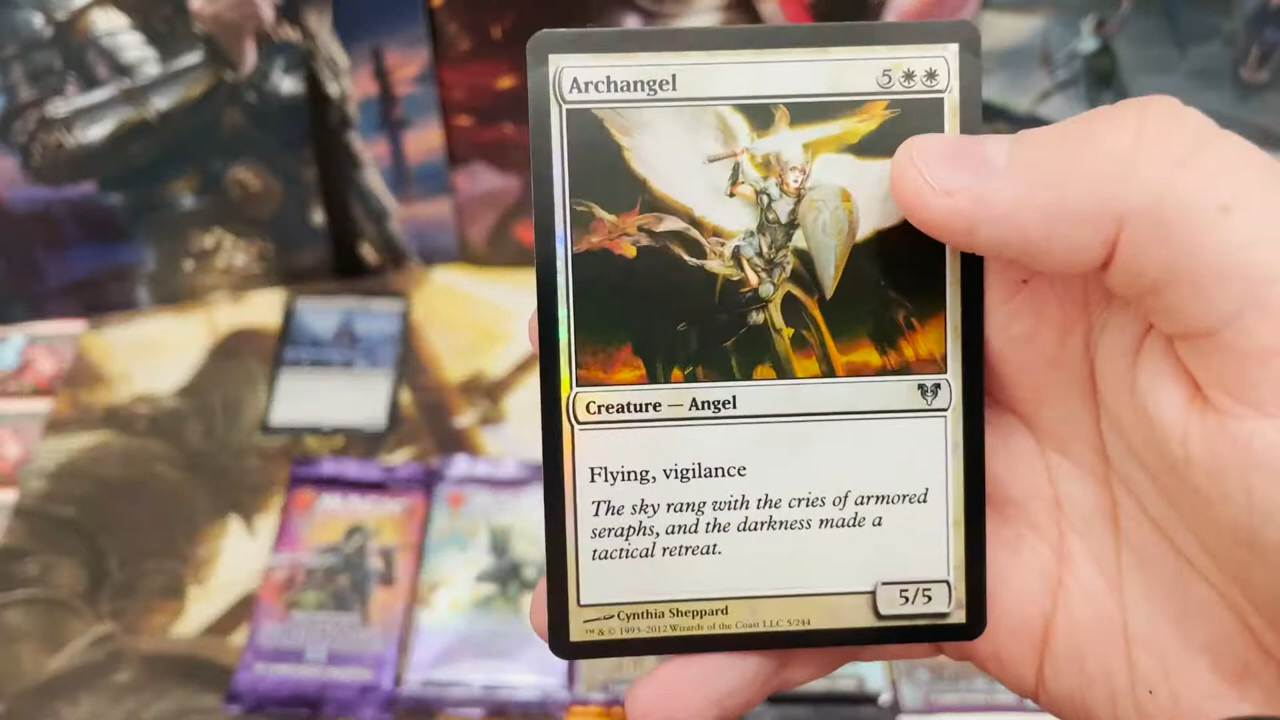 Archangel 5
Creature — Angel
Flying, vigilance
The sky rang with the cries of armored
seraphs, and the darkness made a
tactical retreat.
5/5
Cynthia Sheppard
™ & © 1993–2012 Wizards of the Coast LLC 5/244